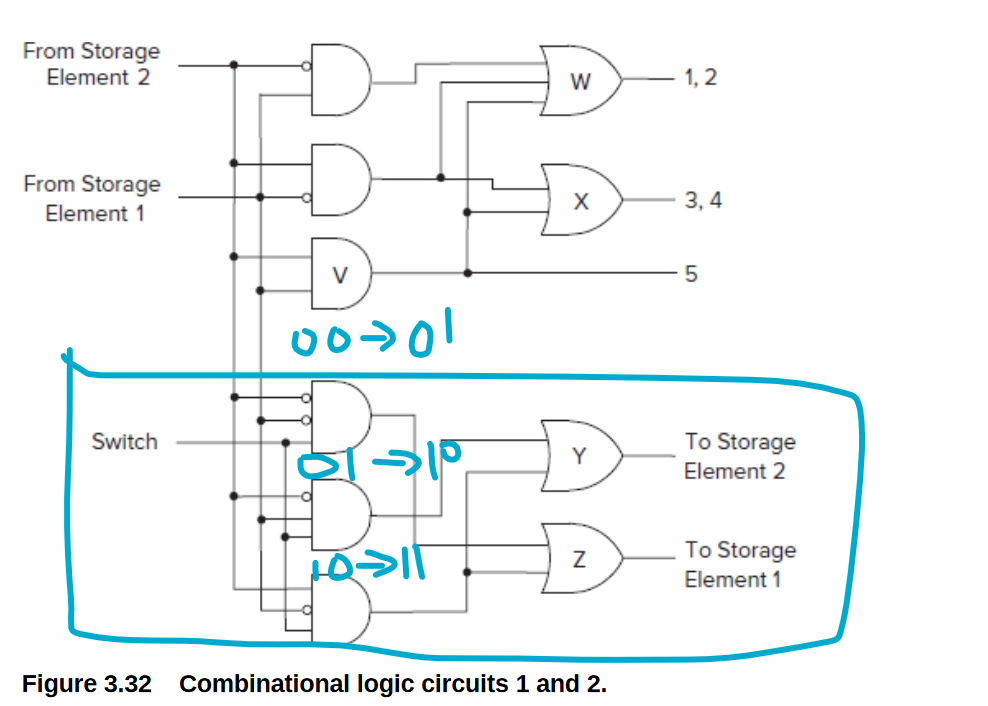 From Storage
Element 2
W
1, 2
From Storage
Element 1
X
3, 4
V
5
00→01
Switch
01→10
Y
To Storage
Element 2
10→11
Z
To Storage
Element 1
Figure 3.32 Combinational logic circuits 1 and 2.